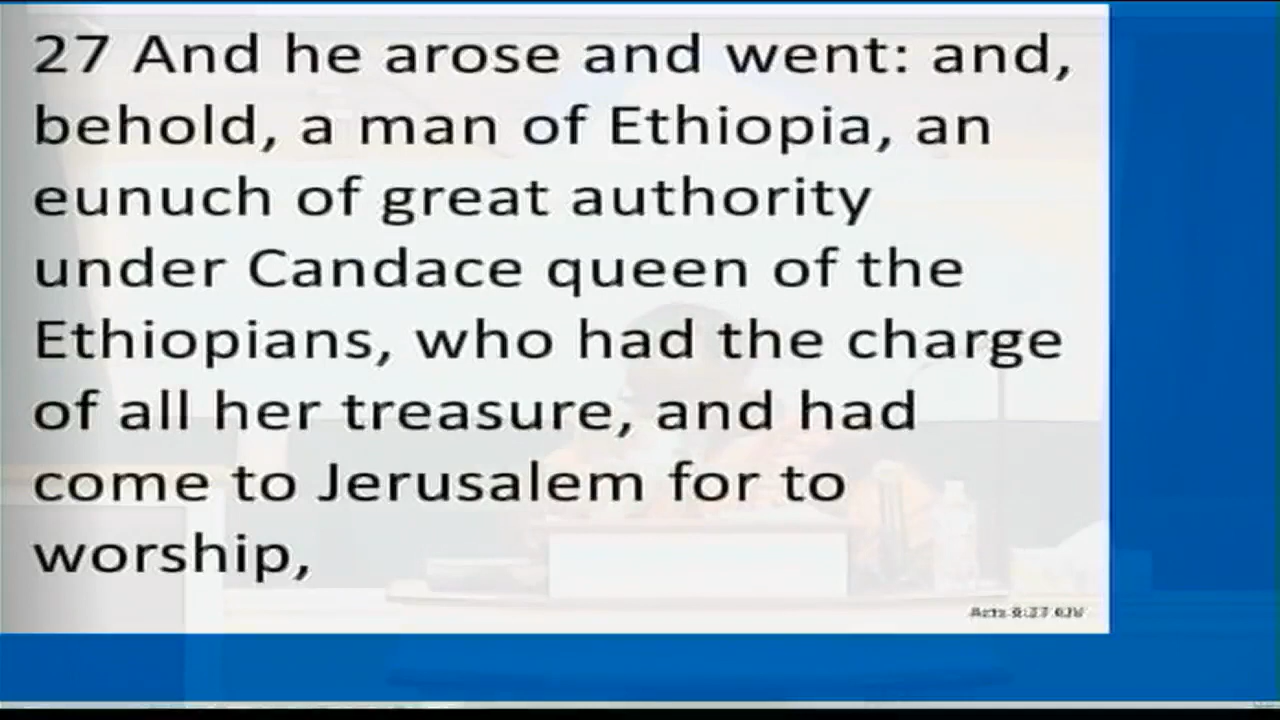 27 And he arose and went: and,
behold, a man of Ethiopia, an
eunuch of great authority
under Candace queen of the
Ethiopians, who had the charge
of all her treasure, and had
come to Jerusalem for to
worship,
Acts 8:27 KJV